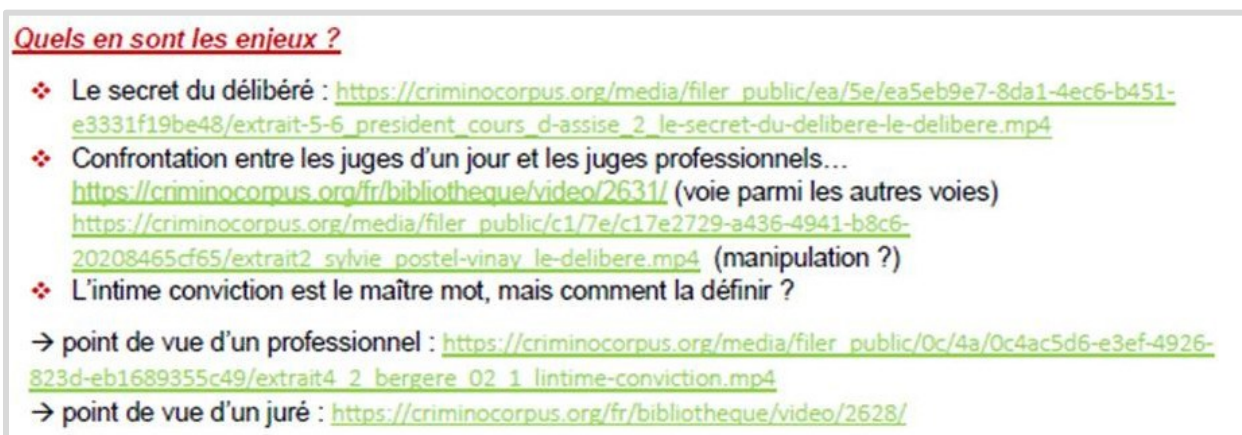 Quels en sont les enjeux ?
❖ Le secret du délibéré : https://criminocorpus.org/media/filer_public/ea/5e/ea5eb9e7-8da1-4ec6-b451-
e3331f19be48/extrait-5-6_president_cours_d-assise_2_le-secret-du-delibere-le-delibere.mp4
❖ Confrontation entre les juges d’un jour et les juges professionnels…
https://criminocorpus.org/fr/bibliotheque/video/2631/ (voie parmi les autres voies)
https://criminocorpus.org/media/filer_public/c1/7e/c17e2729-a436-4941-b8c6-
20208465cf65/extrait2_sylvie_postel-vinay_le-delibere.mp4 (manipulation ?)
❖ L’intime conviction est le maître mot, mais comment la définir ?
→ point de vue d’un professionnel : https://criminocorpus.org/media/filer_public/0c/4a/0c4ac5d6-e3ef-4926-
823d-eb1689355c49/extrait4_2_bergere_02_1_lintime-conviction.mp4
→ point de vue d’un juré : https://criminocorpus.org/fr/bibliotheque/video/2628/